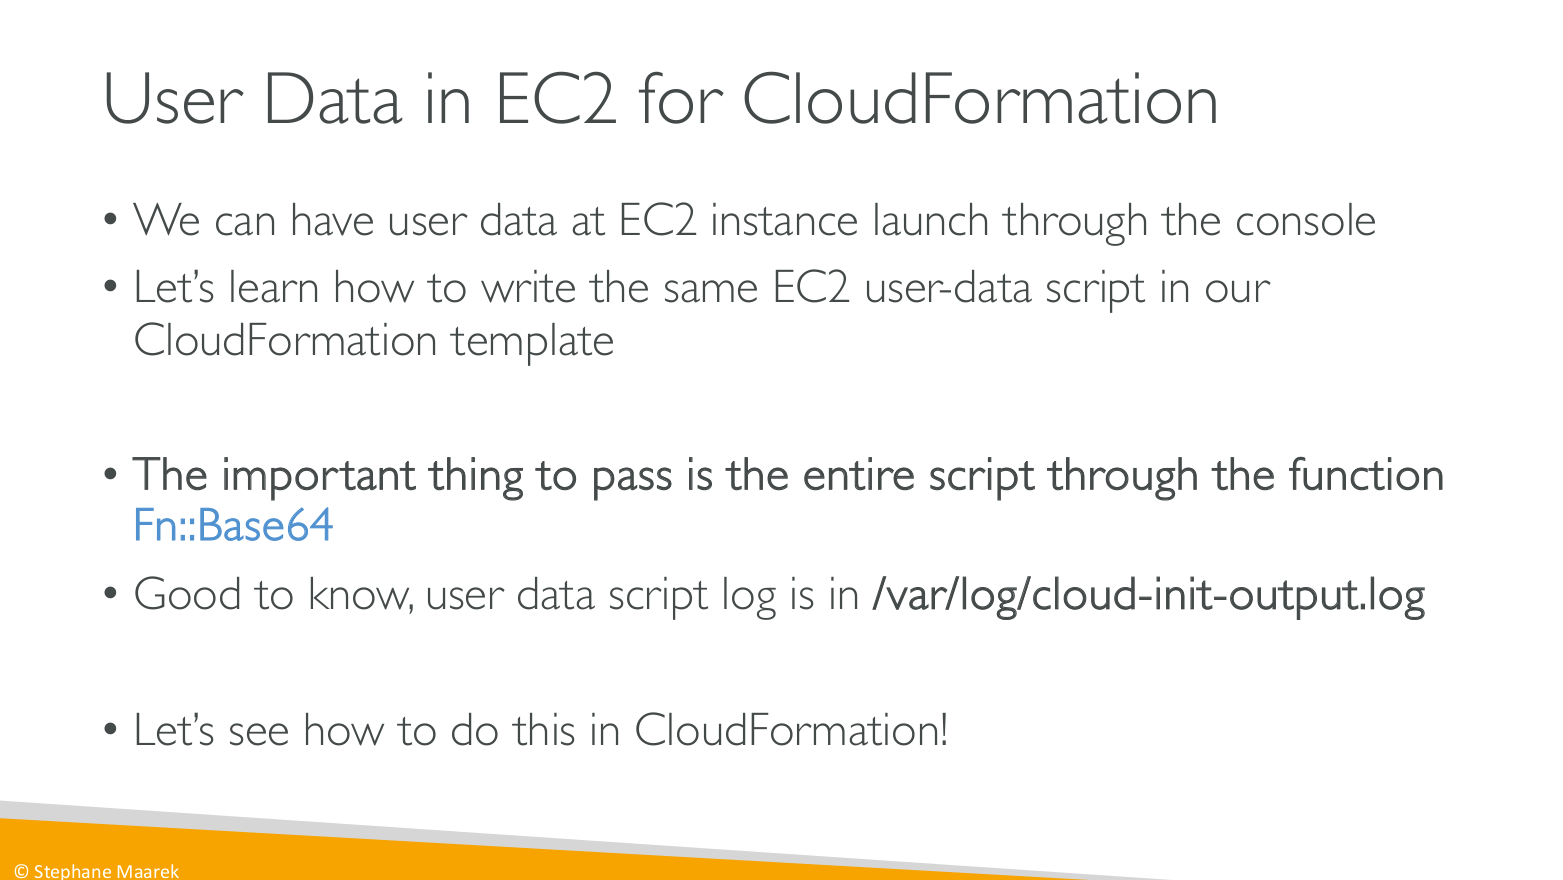 User Data in EC2 for CloudFormation
• We can have user data at EC2 instance launch through the console
• Let’s learn how to write the same EC2 user-data script in our
CloudFormation template
• The important thing to pass is the entire script through the function
Fn::Base64
• Good to know, user data script log is in /var/log/cloud-init-output.log
• Let’s see how to do this in CloudFormation!
© Stephane Maarek